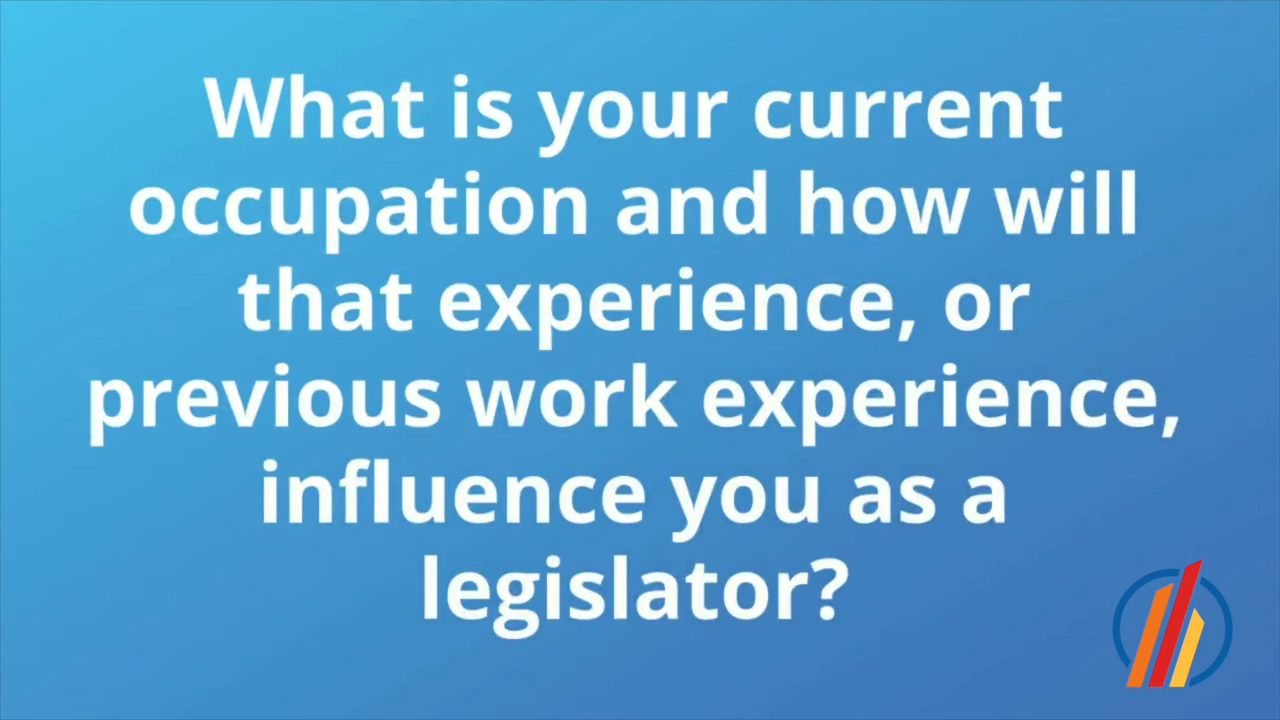 What is your current
occupation and how will
that experience, or
previous work experience,
influence you as a
legislator?